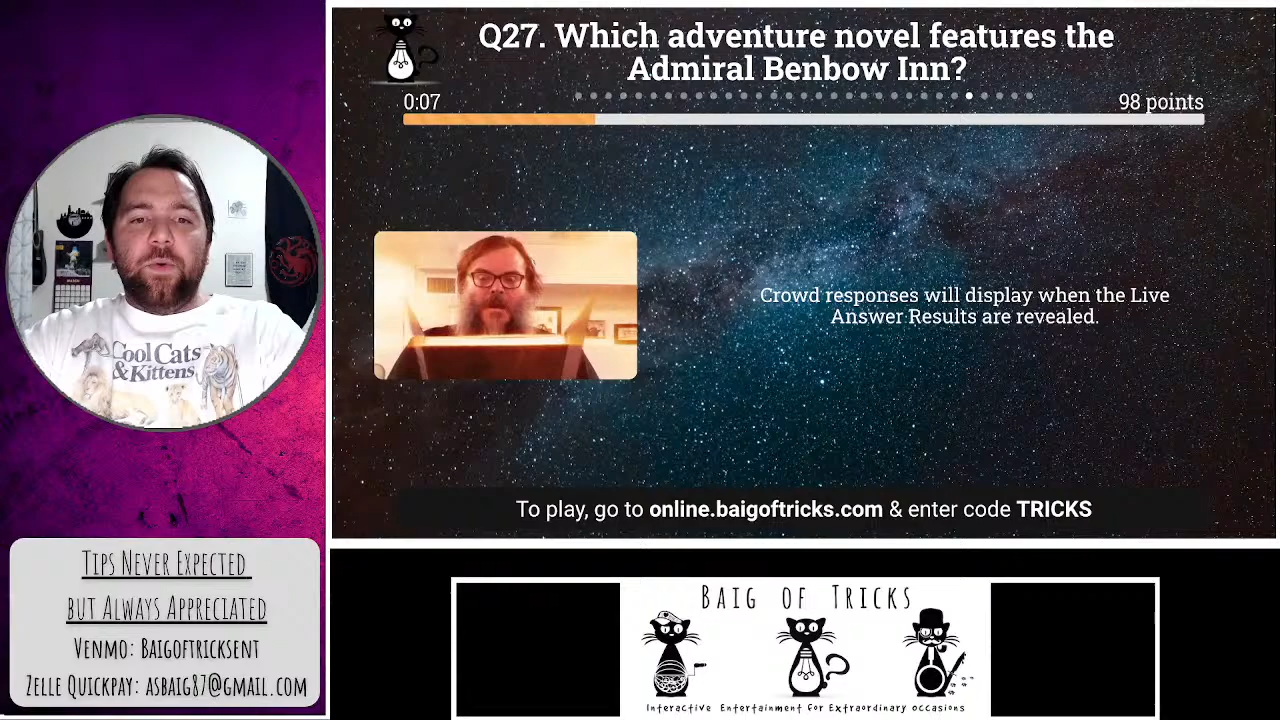 Q27. Which adventure novel features the
Admiral Benbow Inn?
0:07
98 points
Cool Cats
& Kittens
Crowd responses will display when the Live
Answer Results are revealed.
To play, go to online.baigoftricks.com & enter code TRICKS
Tips Never Expected
but Always Appreciated
Venmo: Baigoftricksent
Zelle Quickpay: asbaig87@gmail.com
Baig of Tricks
Interactive Entertainment for Extraordinary Occasions